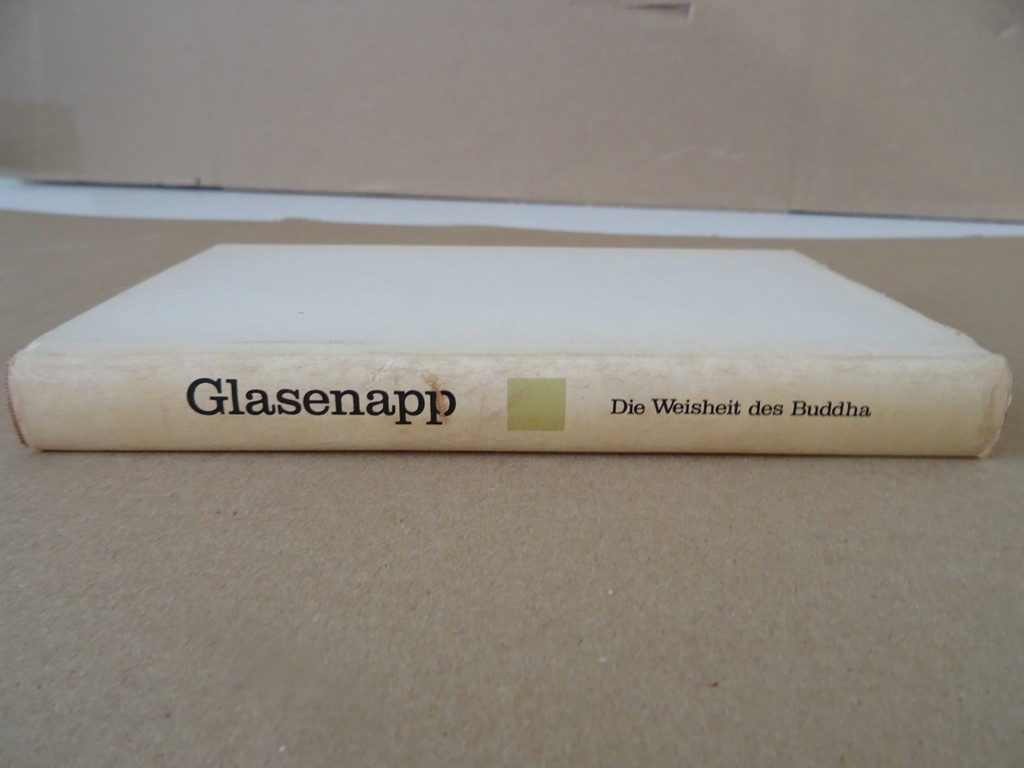 Glasenapp
Die Weisheit des Buddha